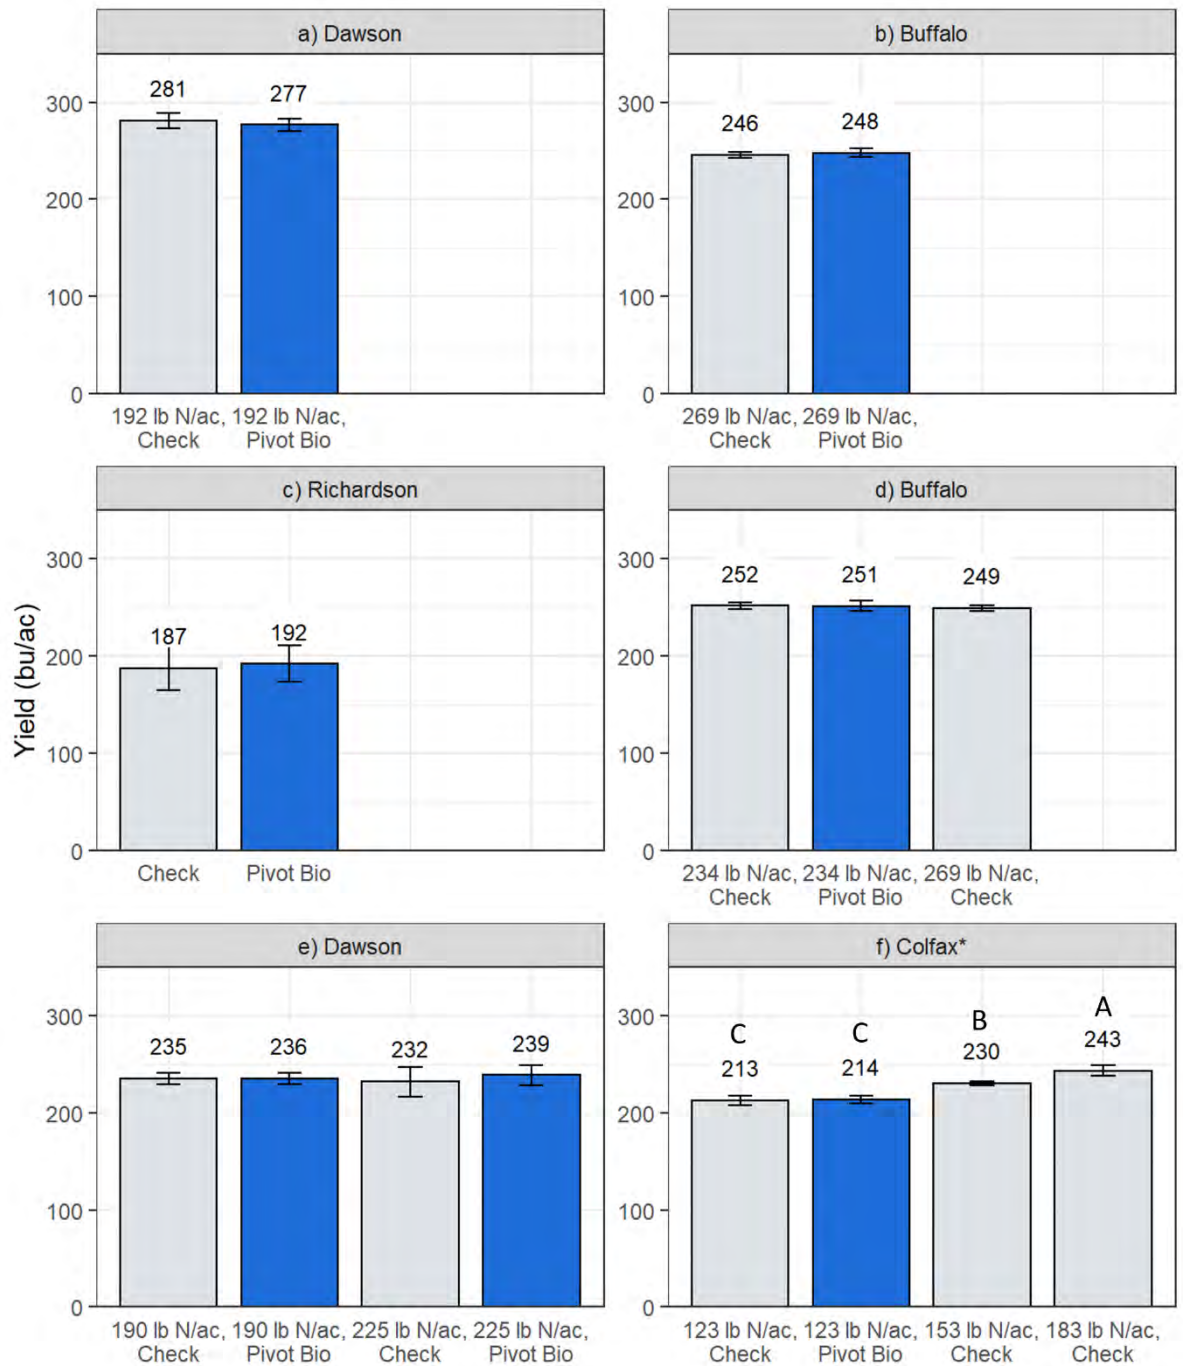 a) Dawson
b) Buffalo
281
277
246
248
300
200
100
0
300
200
100
0
192 lb N/ac,
Check
192 lb N/ac,
Pivot Bio
269 lb N/ac,
Check
269 lb N/ac,
Pivot Bio
c) Richardson
d) Buffalo
187
192
252
251
249
300
200
100
0
300
200
100
0
Check
Pivot Bio
234 lb N/ac,
Check
234 lb N/ac,
Pivot Bio
269 lb N/ac,
Check
Yield (bu/ac)
e) Dawson
f) Colfax*
235
236
232
239
C
213
C
214
B
230
A
243
300
200
100
0
300
200
100
0
190 lb N/ac,
Check
190 lb N/ac,
Pivot Bio
225 lb N/ac,
Check
225 lb N/ac,
Pivot Bio
123 lb N/ac,
Check
123 lb N/ac,
Pivot Bio
153 lb N/ac,
Check
183 lb N/ac,
Check